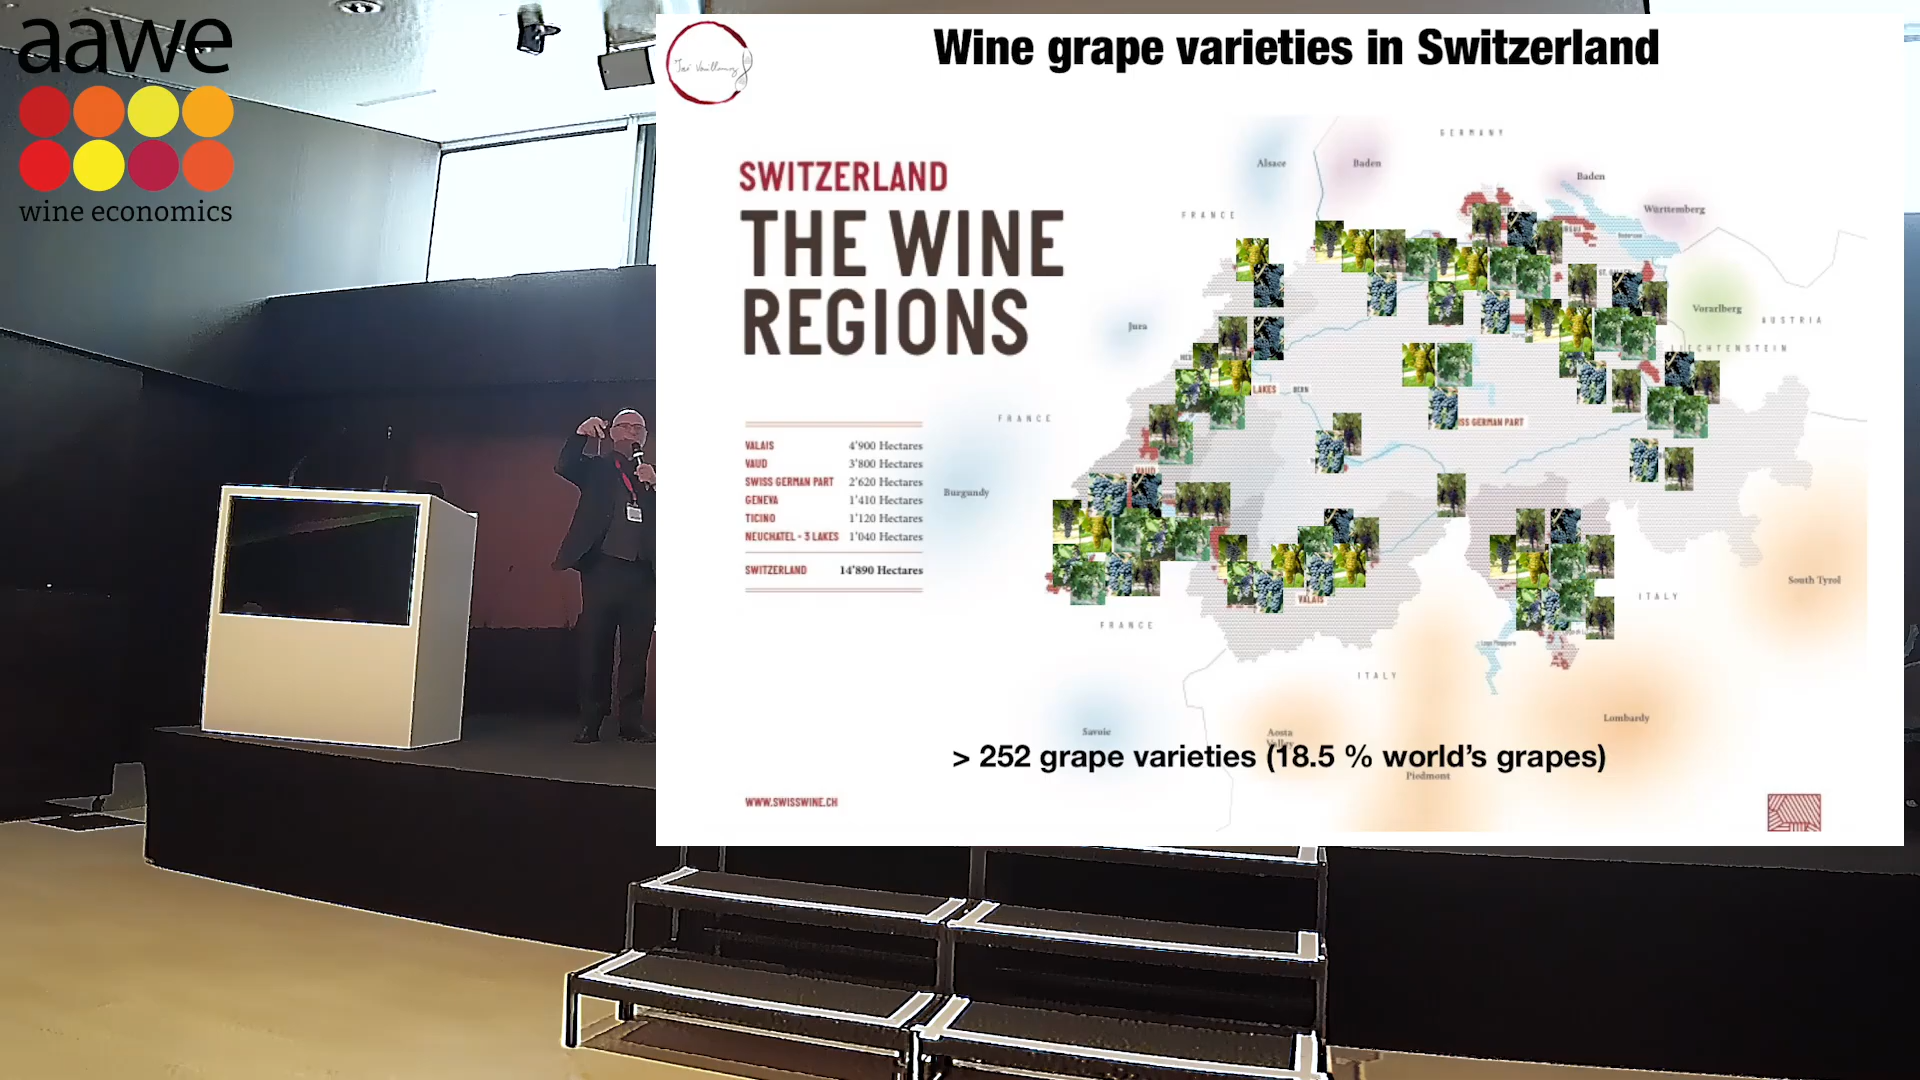 aawe
wine economics
Wine grape varieties in Switzerland
SWITZERLAND
THE WINE
REGIONS
VALAIS 4'900 Hectares
VAUD 3'800 Hectares
SWISS GERMAN PART 2'620 Hectares
GENEVA 1'410 Hectares
TICINO 1'120 Hectares
NEUCHATEL - 3 LAKES 1'040 Hectares
SWITZERLAND 14'890 Hectares
GERMANY
Alsace
Baden
Baden
Württemberg
FRANCE
Vorarlberg
AUSTRIA
Jura
LIECHTENSTEIN
LAKES
BERN
FRANCE
ISS GERMAN PART
VAUD
Burgundy
South Tyrol
VALAIS
ITALY
FRANCE
ITALY
Lombardy
Savoie
Aosta
Valley
> 252 grape varieties (18.5 % world's grapes)
Piedmont
WWW.SWISSWINE.CH